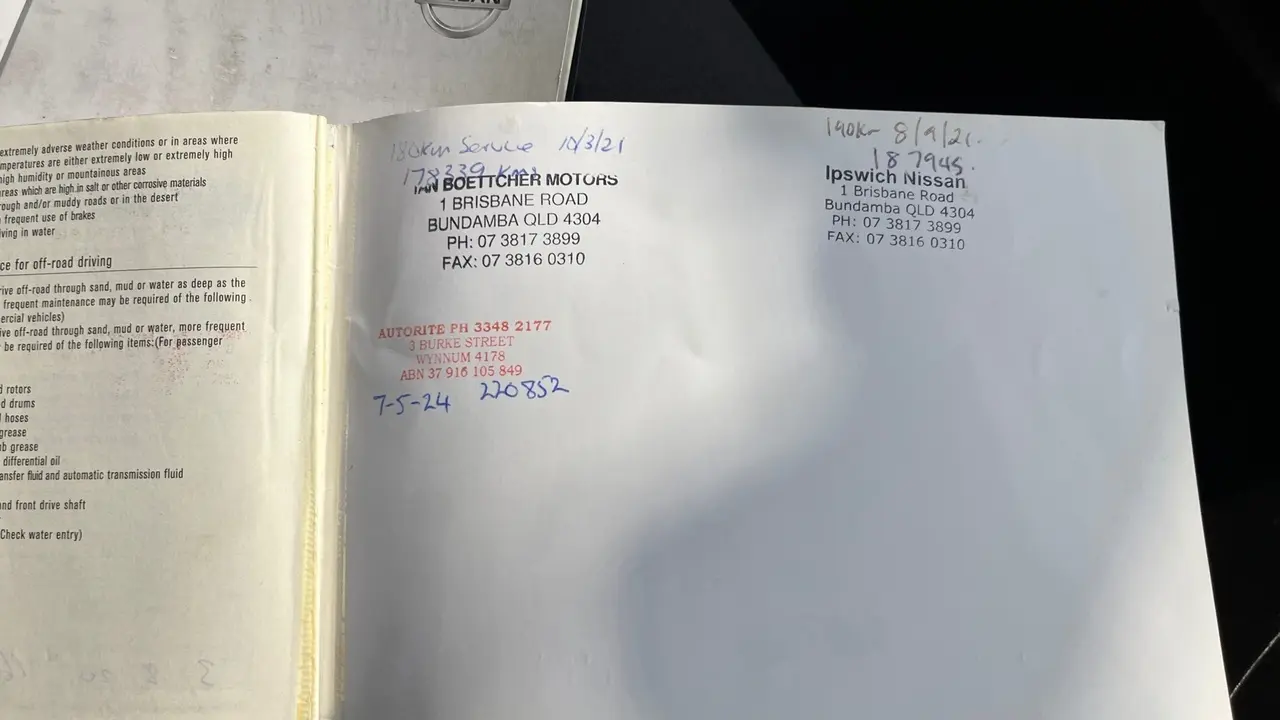 NISSAN
extremely adverse weather conditions or in areas where
mperatures are either extremely low or extremely high
high humidity or mountainous areas
areas which are high in salt or other corrosive materials
rough and/or muddy roads or in the desert
frequent use of brakes
ving in water
ce for off-road driving
rive off-road through sand, mud or water as deep as the
frequent maintenance may be required of the following
ercial vehicles)
ive off-road through sand, mud or water, more frequent
be required of the following items:(For passenger
d rotors
d drums
l hoses
grease
ub grease
differential oil
ansfer fluid and automatic transmission fluid
and front drive shaft
Check water entry)
180km Service 10/3/21
178339 kms
IAN BOETTCHER MOTORS
1 BRISBANE ROAD
BUNDAMBA QLD 4304
PH: 07 3817 3899
FAX: 07 3816 0310
AUTORITE PH 3348 2177
3 BURKE STREET
WYNNUM 4178
ABN 37 916 105 849
7-5-24 220852
190km 8/9/21.
187945.
Ipswich Nissan
1 Brisbane Road
Bundamba QLD 4304
PH: 07 3817 3899
FAX: 07 3816 0310